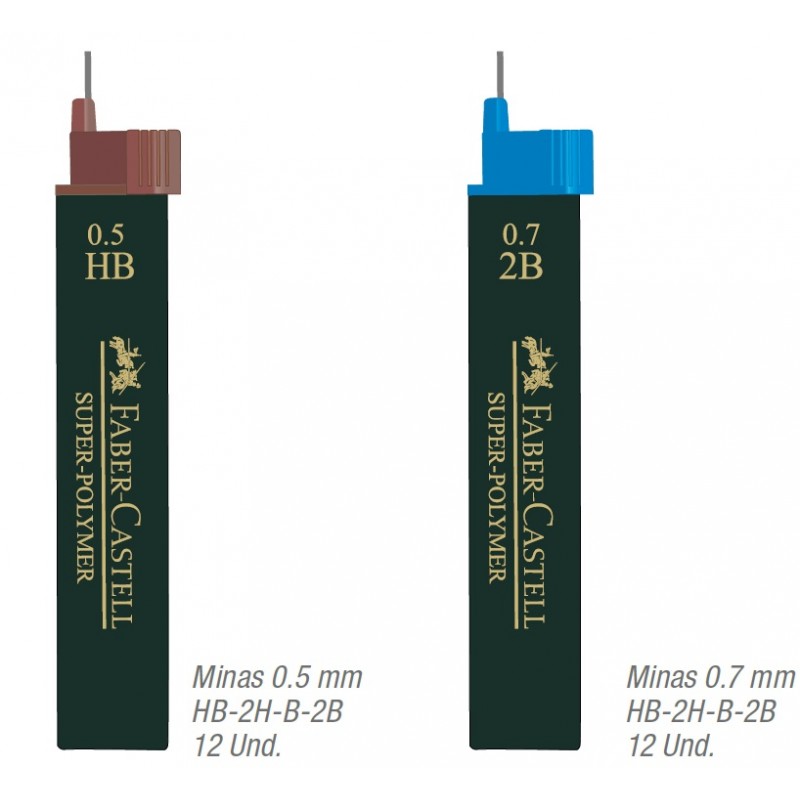 0.5
HB
FABER-CASTELL
SUPER-POLYMER
Minas 0.5 mm
HB-2H-B-2B
12 Und.
0.7
2B
FABER-CASTELL
SUPER-POLYMER
Minas 0.7 mm
HB-2H-B-2B
12 Und.